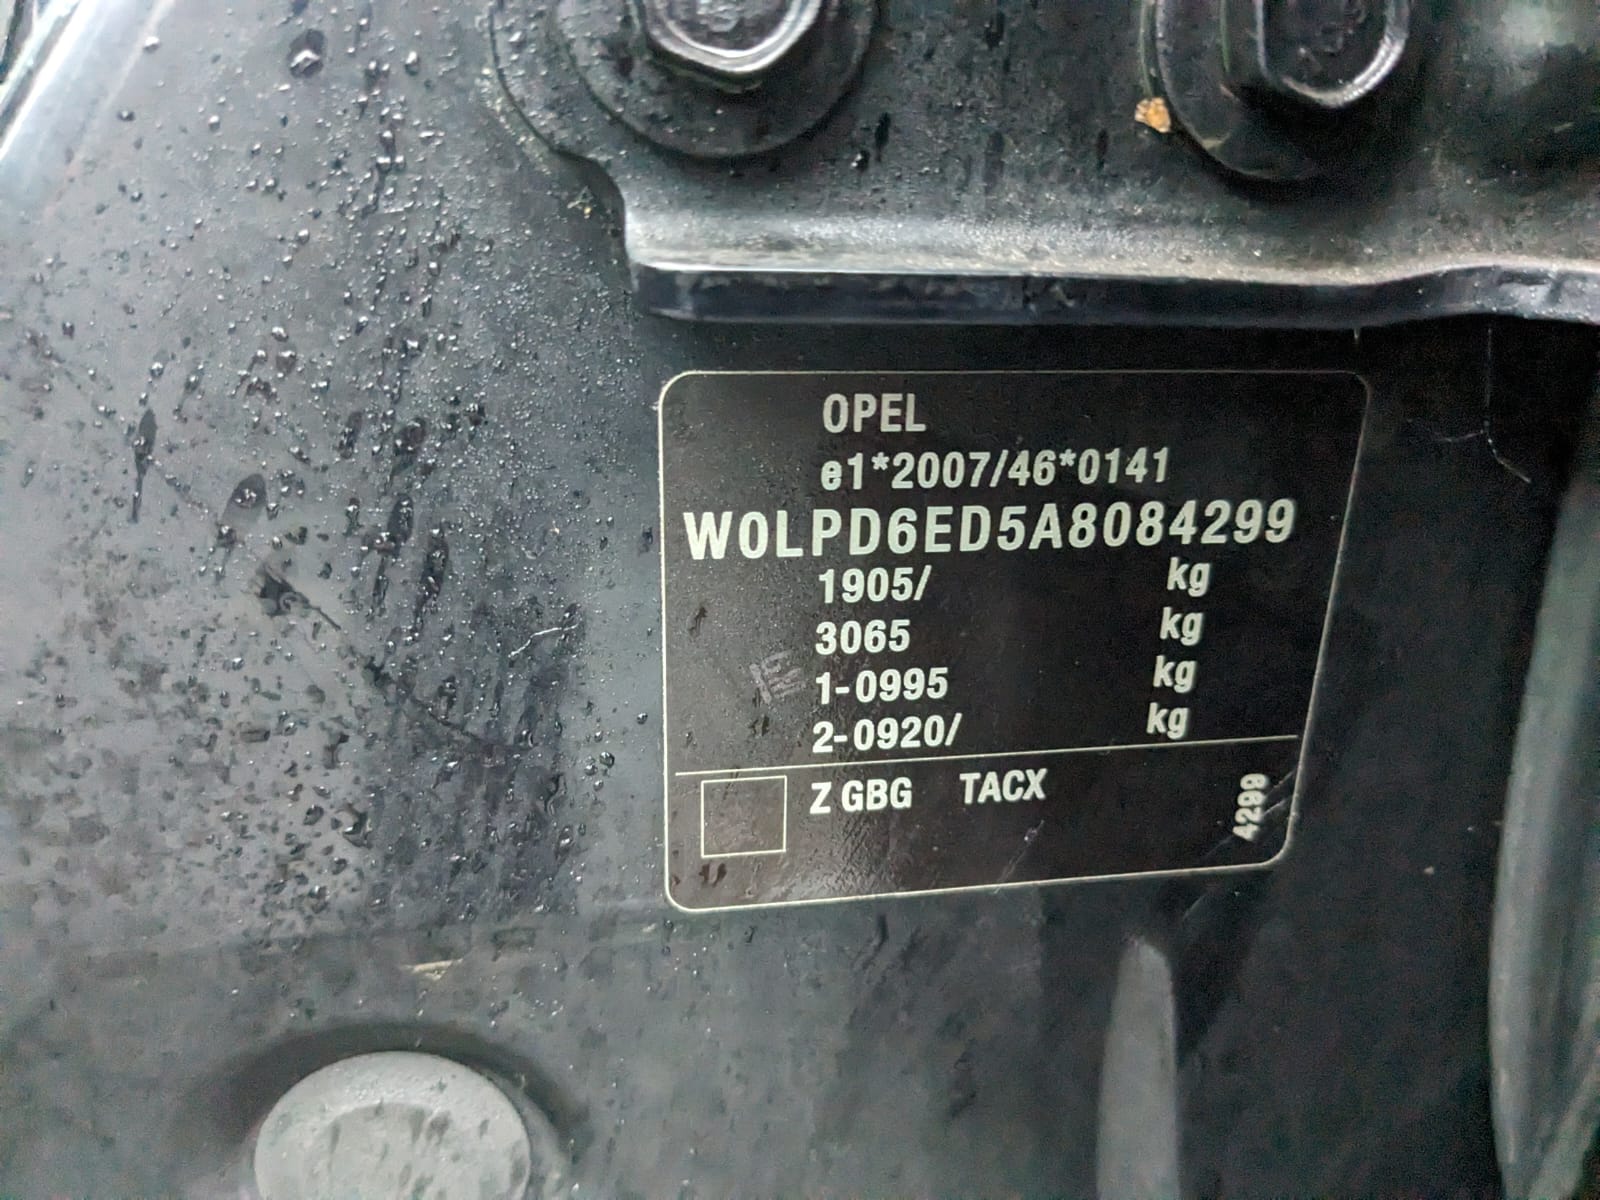 OPEL
e1*2007/46*0141
W0LPD6ED5A8084299
1905/ kg
3065 kg
1-0995 kg
2-0920/ kg
Z GBG TACX
4299